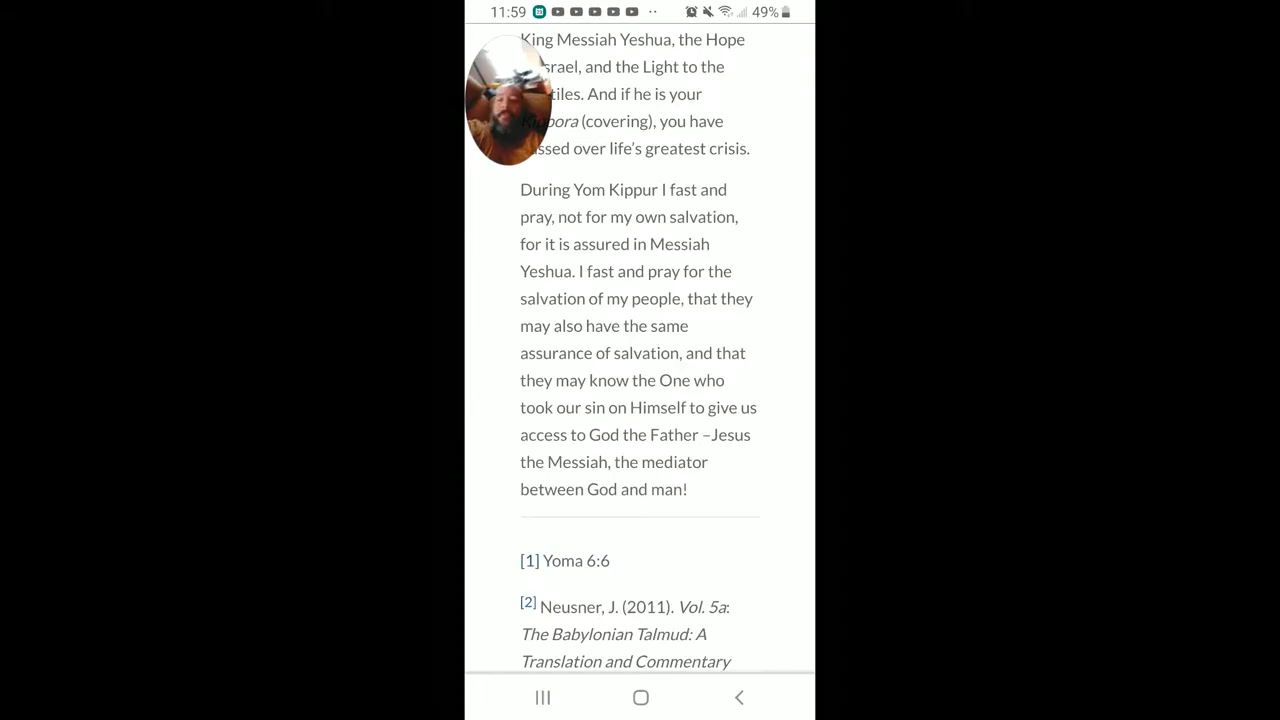 11:59
49%
King Messiah Yeshua, the Hope
and the Light to the
And if he is your
(covering), you have
over life's greatest crisis.
During Yom Kippur I fast and
pray, not for my own salvation,
for it is assured in Messiah
Yeshua. I fast and pray for the
salvation of my people, that they
may also have the same
assurance of salvation, and that
they may know the One who
took our sin on Himself to give us
access to God the Father –Jesus
the Messiah, the mediator
between God and man!
[1] Yoma 6:6
[2] Neusner, J. (2011). Vol. 5a:
The Babylonian Talmud: A
Translation and Commentary